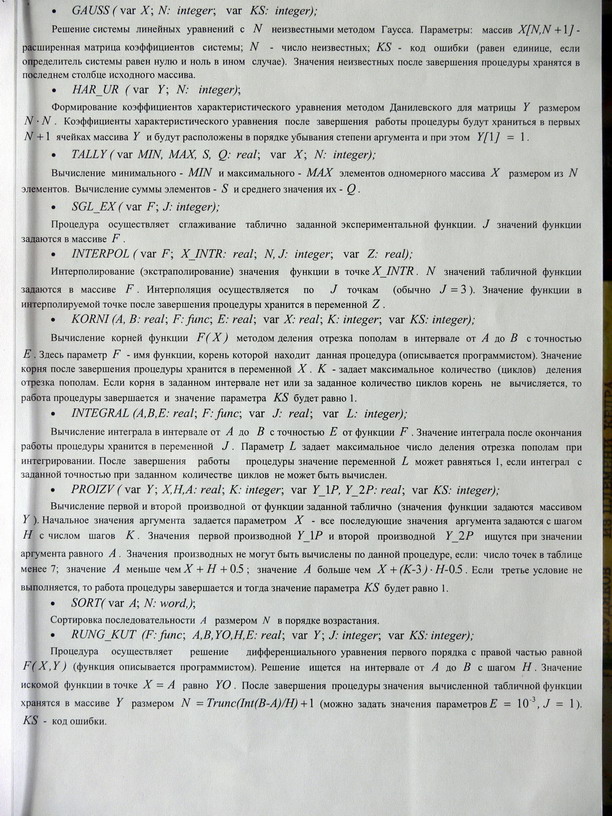 • GAUSS ( var X; N: integer; var KS: integer);
Решение системы линейных уравнений с N неизвестными методом Гаусса. Параметры: массив X[N,N+1] -
расширенная матрица коэффициентов системы; N - число неизвестных; KS - код ошибки (равен единице, если
определитель системы равен нулю и ноль в ином случае). Значения неизвестных после завершения процедуры хранятся в
последнем столбце исходного массива.
• HAR_UR ( var Y; N: integer);
Формирование коэффициентов характеристического уравнения методом Данилевского для матрицы Y размером
N·N. Коэффициенты характеристического уравнения после завершения работы процедуры будут храниться в первых
N+1 ячейках массива Y и будут расположены в порядке убывания степени аргумента и при этом Y[1] = 1.
• TALLY ( var MIN, MAX, S, Q: real; var X; N: integer);
Вычисление минимального - MIN и максимального - MAX элементов одномерного массива X размером из N
элементов. Вычисление суммы элементов - S и среднего значения их - Q.
• SGL_EX ( var F; J: integer);
Процедура осуществляет сглаживание таблично заданной экспериментальной функции. J значений функции
задаются в массиве F.
• INTERPOL ( var F; X_INTR: real; N, J: integer; var Z: real);
Интерполирование (экстраполирование) значения функции в точке X_INTR. N значений табличной функции
задаются в массиве F. Интерполяция осуществляется по J точкам (обычно J=3). Значение функции в
интерполируемой точке после завершения процедуры хранится в переменной Z.
• KORNI (A, B: real; F: func; E: real; var X: real; K: integer; var KS: integer);
Вычисление корней функции F(X) методом деления отрезка пополам в интервале от A до B с точностью
E. Здесь параметр F - имя функции, корень которой находит данная процедура (описывается программистом). Значение
корня после завершения процедуры хранится в переменной X. K - задает максимальное количество (циклов) деления
отрезка пополам. Если корня в заданном интервале нет или за заданное количество циклов корень не вычисляется, то
работа процедуры завершается и значение параметра KS будет равно 1.
• INTEGRAL (A,B,E: real; F: func; var J: real; var L: integer);
Вычисление интеграла в интервале от A до B с точностью E от функции F. Значение интеграла после окончания
работы процедуры хранится в переменной J. Параметр L задает максимальное число деления отрезка пополам при
интегрировании. После завершения работы процедуры значение переменной L может равняться 1, если интеграл с
заданной точностью при заданном количестве циклов не может быть вычислен.
• PROIZV ( var Y; X,H,A: real; K: integer; var Y_1P, Y_2P: real; var KS: integer);
Вычисление первой и второй производной от функции заданной таблично (значения функции задаются массивом
Y). Начальное значения аргумента задается параметром X - все последующие значения аргумента задаются с шагом
H с числом шагов K. Значения первой производной Y_1P и второй производной Y_2P ищутся при значении
аргумента равного A. Значения производных не могут быть вычислены по данной процедуре, если: число точек в таблице
менее 7; значение A меньше чем X + H + 0.5; значение A больше чем X + (K-3) · H-0.5. Если третье условие не
выполняется, то работа процедуры завершается и тогда значение параметра KS будет равно 1.
• SORT( var A; N: word,);
Сортировка последовательности A размером N в порядке возрастания.
• RUNG_KUT (F: func; A,B,YO,H,E: real; var Y; J: integer; var KS: integer);
Процедура осуществляет решение дифференциального уравнения первого порядка с правой частью равной
F(X,Y) (функция описывается программистом). Решение ищется на интервале от A до B с шагом H. Значение
искомой функции в точке X = A равно YO. После завершения процедуры значения вычисленной табличной функции
хранятся в массиве Y размером N = Trunc(Int(B-A)/H) +1 (можно задать значения параметров E = 10⁻³, J = 1).
KS - код ошибки.